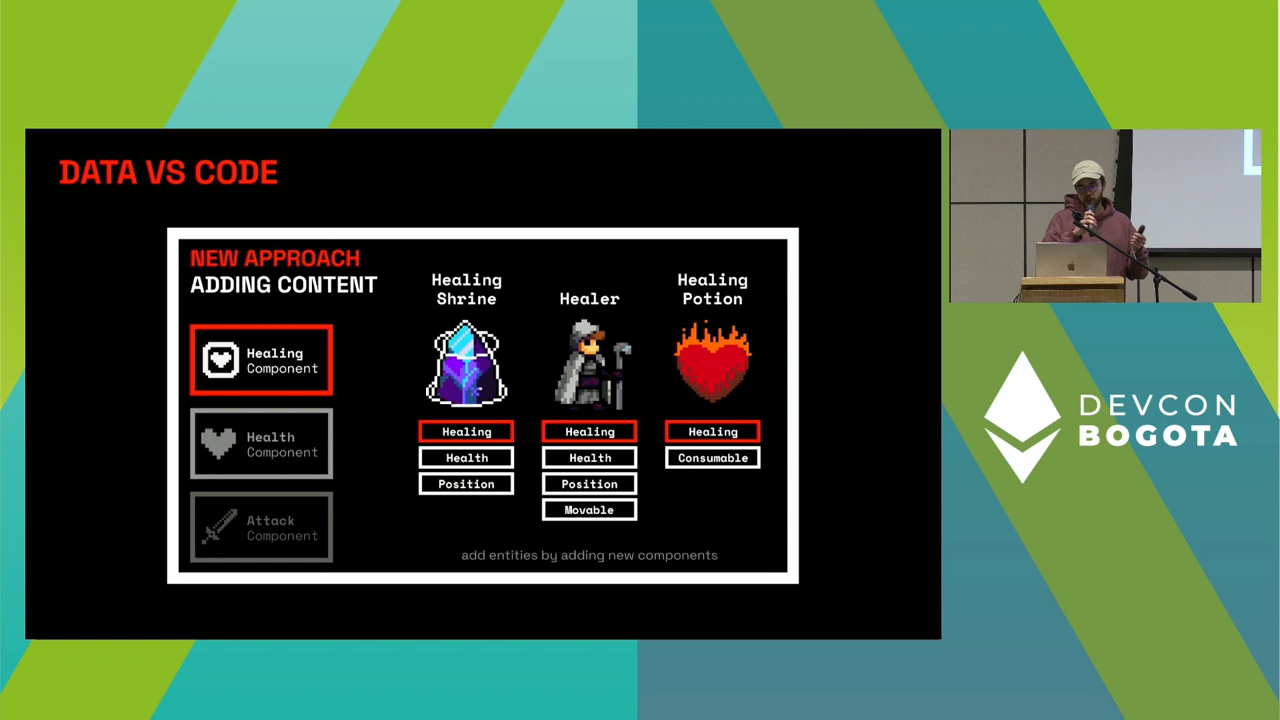 DATA VS CODE
NEW APPROACH
ADDING CONTENT
Healing
Component
Health
Component
Attack
Component
Healing
Shrine
Healing
Health
Position
Healer
Healing
Health
Position
Movable
Healing
Potion
Healing
Consumable
add entities by adding new components
DEVCON
BOGOTA